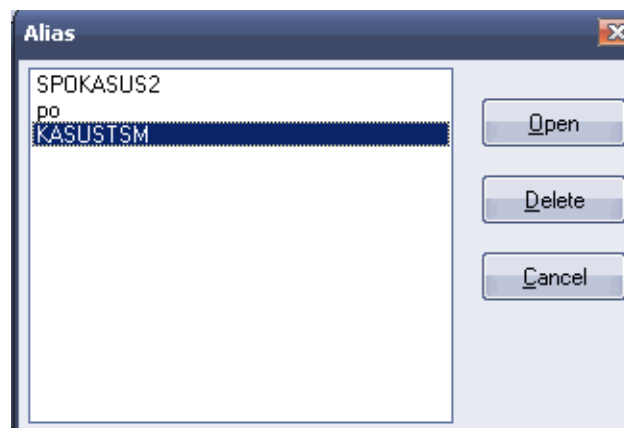 Alias
SPOKASUS2
po
KASUSTSM
Open
Delete
Cancel